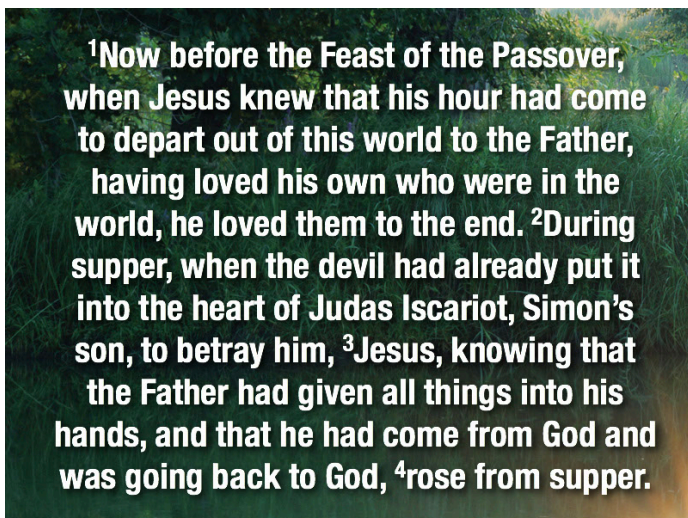 ¹Now before the Feast of the Passover,
when Jesus knew that his hour had come
to depart out of this world to the Father,
having loved his own who were in the
world, he loved them to the end. ²During
supper, when the devil had already put it
into the heart of Judas Iscariot, Simon’s
son, to betray him, ³Jesus, knowing that
the Father had given all things into his
hands, and that he had come from God and
was going back to God, ⁴rose from supper.